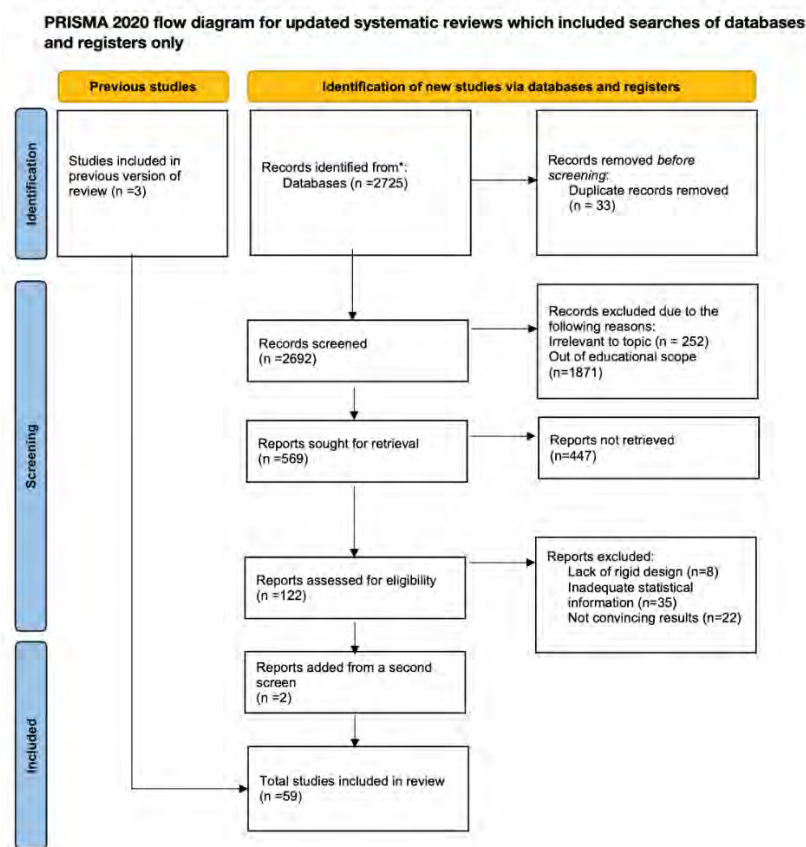 PRISMA 2020 flow diagram for updated systematic reviews which included searches of databases
and registers only
Previous studies
Identification of new studies via databases and registers
Identification
Studies included in
previous version of
review (n =3)
Records identified from*:
Databases (n =2725)
Records removed before
screening:
Duplicate records removed
(n = 33)
Screening
Records screened
(n =2692)
Records excluded due to the
following reasons:
Irrelevant to topic (n = 252)
Out of educational scope
(n=1871)
Reports sought for retrieval
(n =569)
Reports not retrieved
(n=447)
Reports assessed for eligibility
(n =122)
Reports excluded:
Lack of rigid design (n=8)
Inadequate statistical
information (n=35)
Not convincing results (n=22)
Included
Reports added from a second
screen
(n =2)
Total studies included in review
(n =59)